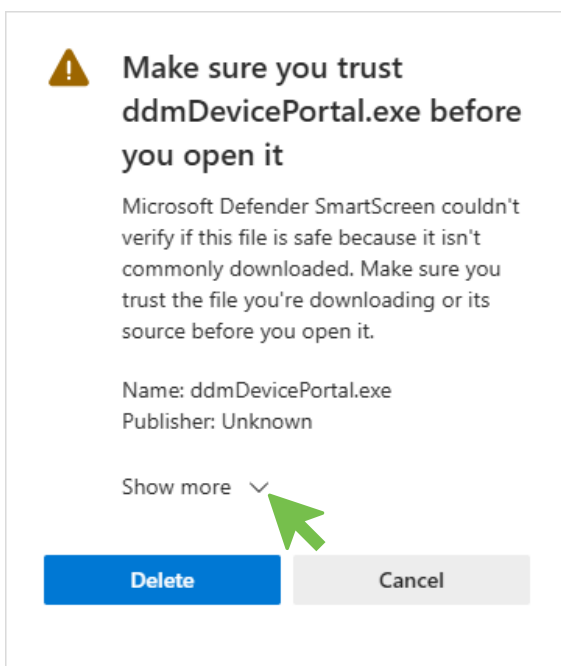 Make sure you trust
ddmDevicePortal.exe before
you open it
Microsoft Defender SmartScreen couldn't
verify if this file is safe because it isn't
commonly downloaded. Make sure you
trust the file you're downloading or its
source before you open it.
Name: ddmDevicePortal.exe
Publisher: Unknown
Show more
Delete
Cancel